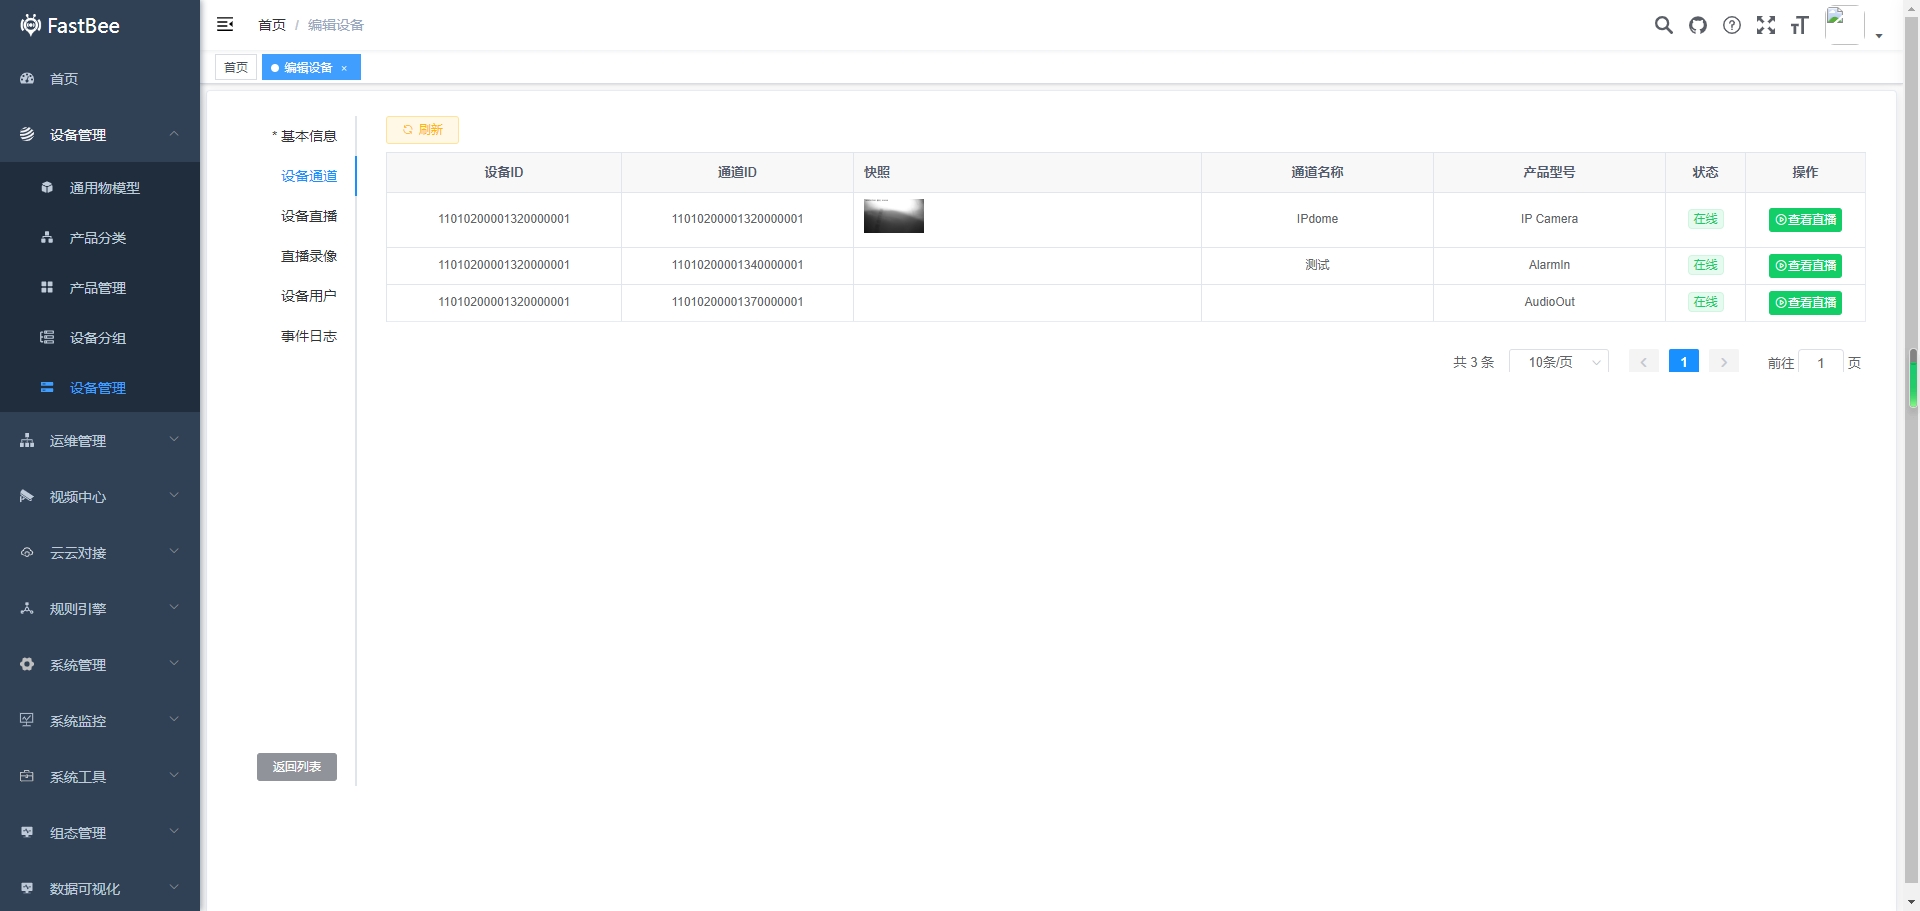 FastBee
首页
设备管理
通用物模型
产品分类
产品管理
设备分组
设备管理
运维管理
视频中心
云云对接
规则引擎
系统管理
系统监控
系统工具
组态管理
数据可视化
首页 / 编辑设备
首页
编辑设备 ×
* 基本信息
设备通道
设备直播
直播录像
设备用户
事件日志
返回列表
刷新
设备ID 通道ID 快照 通道名称 产品型号 状态 操作
11010200001320000001 11010200001320000001 IPdome IP Camera 在线 查看直播
11010200001320000001 11010200001340000001 测试 AlarmIn 在线 查看直播
11010200001320000001 11010200001370000001 AudioOut 在线 查看直播
共 3 条 10条/页 1 前往 1 页